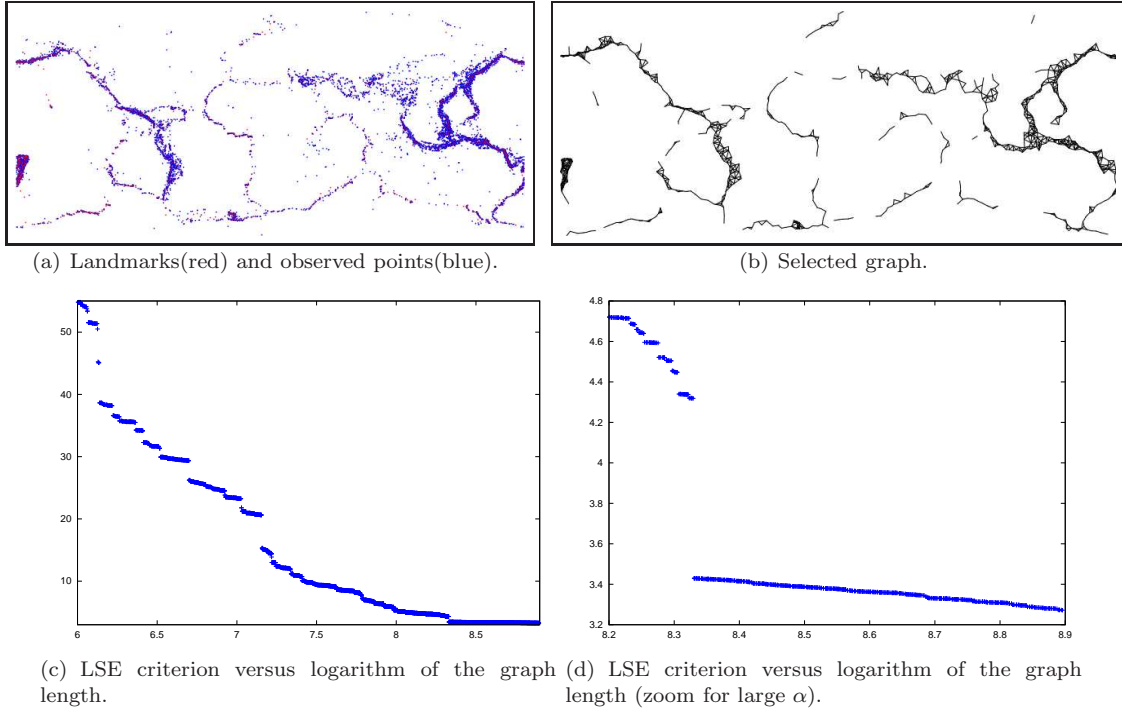 (a) Landmarks(red) and observed points(blue).
(b) Selected graph.
50
40
30
20
10
6 6.5 7 7.5 8 8.5
4.8
4.6
4.4
4.2
4
3.8
3.6
3.4
3.2
8.2 8.3 8.4 8.5 8.6 8.7 8.8 8.9
(c) LSE criterion versus logarithm of the graph
length.
(d) LSE criterion versus logarithm of the graph
length (zoom for large α).